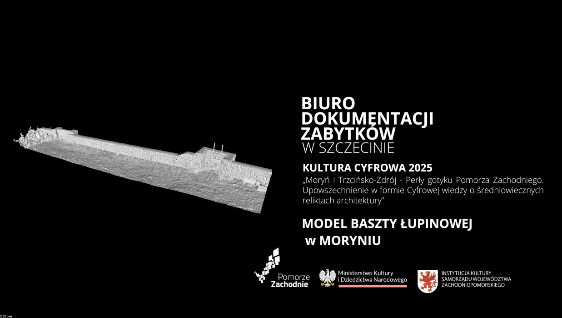 BIURO
DOKUMENTACJI
ZABYTKÓW
W SZCZECINIE
KULTURA CYFROWA 2025
„Moryń i Trzcińsko-Zdrój - Perły gotyku Pomorza Zachodniego.
Upowszechnienie w formie Cyfrowej wiedzy o średniowiecznych
reliktach architektury"
MODEL BASZTY ŁUPINOWEJ
w MORYNIU
Pomorze
Zachodnie
Ministerstwo Kultury
i Dziedzictwa Narodowego
INSTYTUCJA KULTURY
SAMORZĄDU WOJEWÓDZTWA
ZACHODNIOPOMORSKIEGO